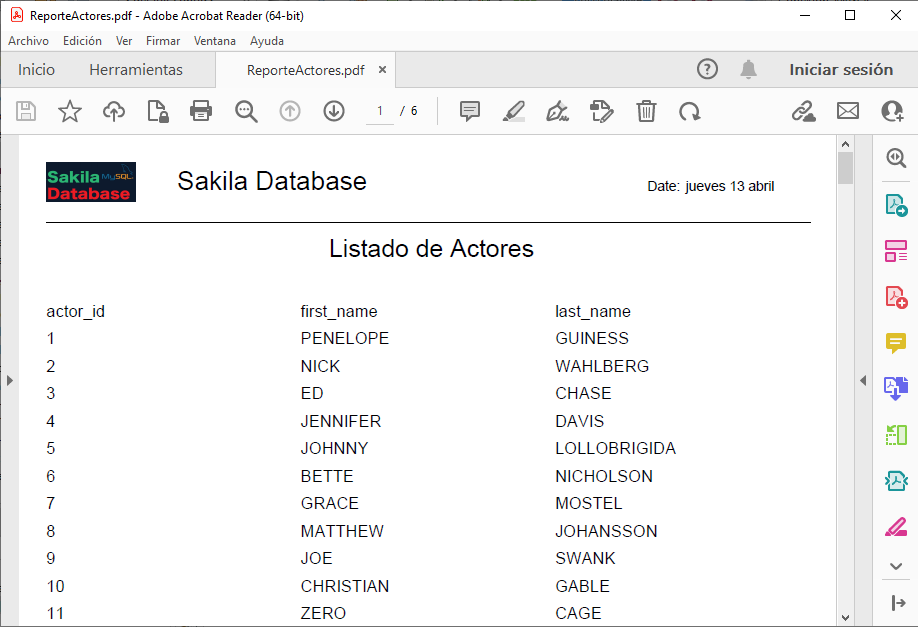 ReporteActores.pdf - Adobe Acrobat Reader (64-bit)
Archivo Edición Ver Firmar Ventana Ayuda
Inicio Herramientas ReporteActores.pdf × Iniciar sesión
1 / 6
Sakila MySQL
Database
Sakila Database
Date: jueves 13 abril
Listado de Actores
actor_id first_name last_name
1 PENELOPE GUINESS
2 NICK WAHLBERG
3 ED CHASE
4 JENNIFER DAVIS
5 JOHNNY LOLLOBRIGIDA
6 BETTE NICHOLSON
7 GRACE MOSTEL
8 MATTHEW JOHANSSON
9 JOE SWANK
10 CHRISTIAN GABLE
11 ZERO CAGE